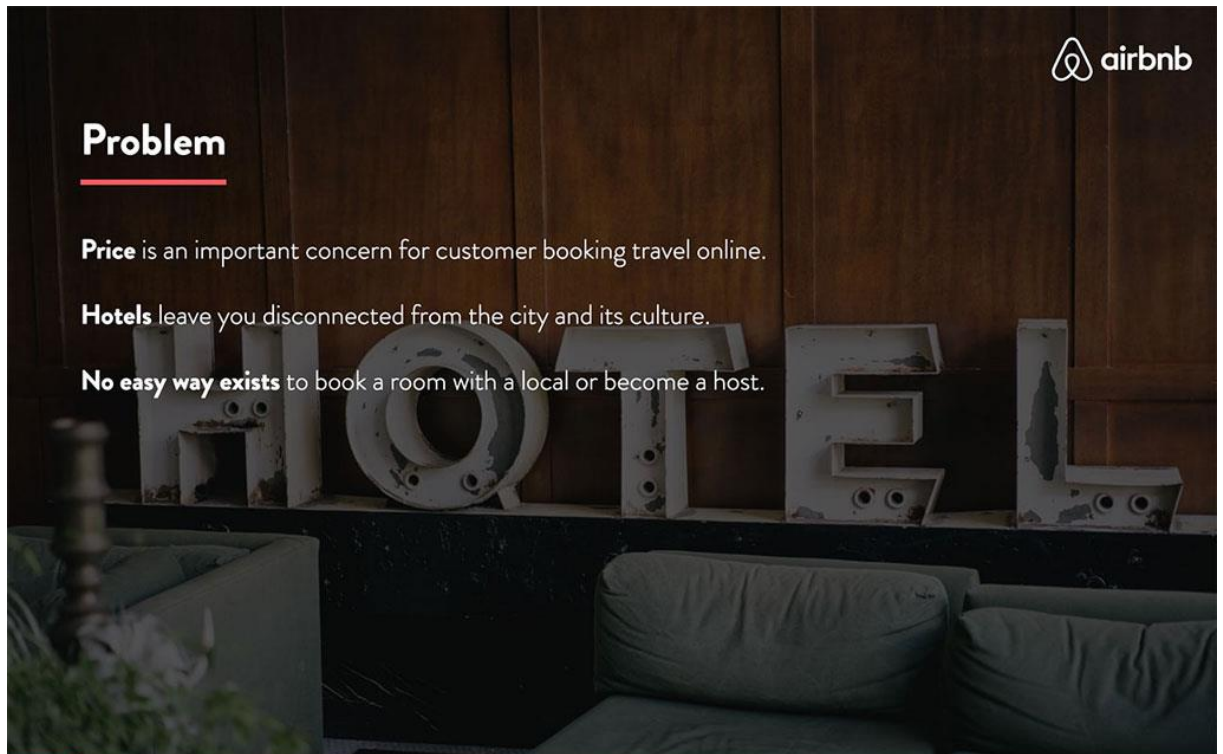 airbnb
Problem
Price is an important concern for customer booking travel online.
Hotels leave you disconnected from the city and its culture.
No easy way exists to book a room with a local or become a host.
HOTEL